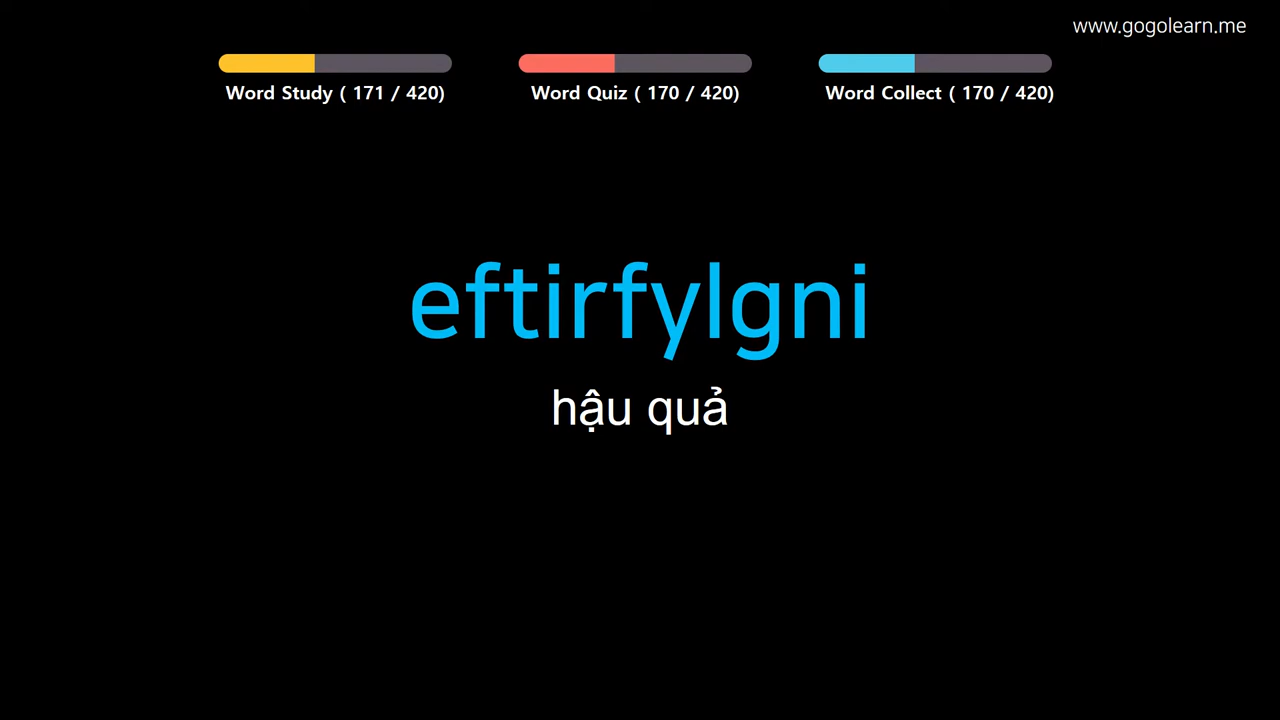 www.gogolearn.me
Word Study ( 171 / 420)
Word Quiz ( 170 / 420)
Word Collect ( 170 / 420)
eftirfylgni
hậu quả